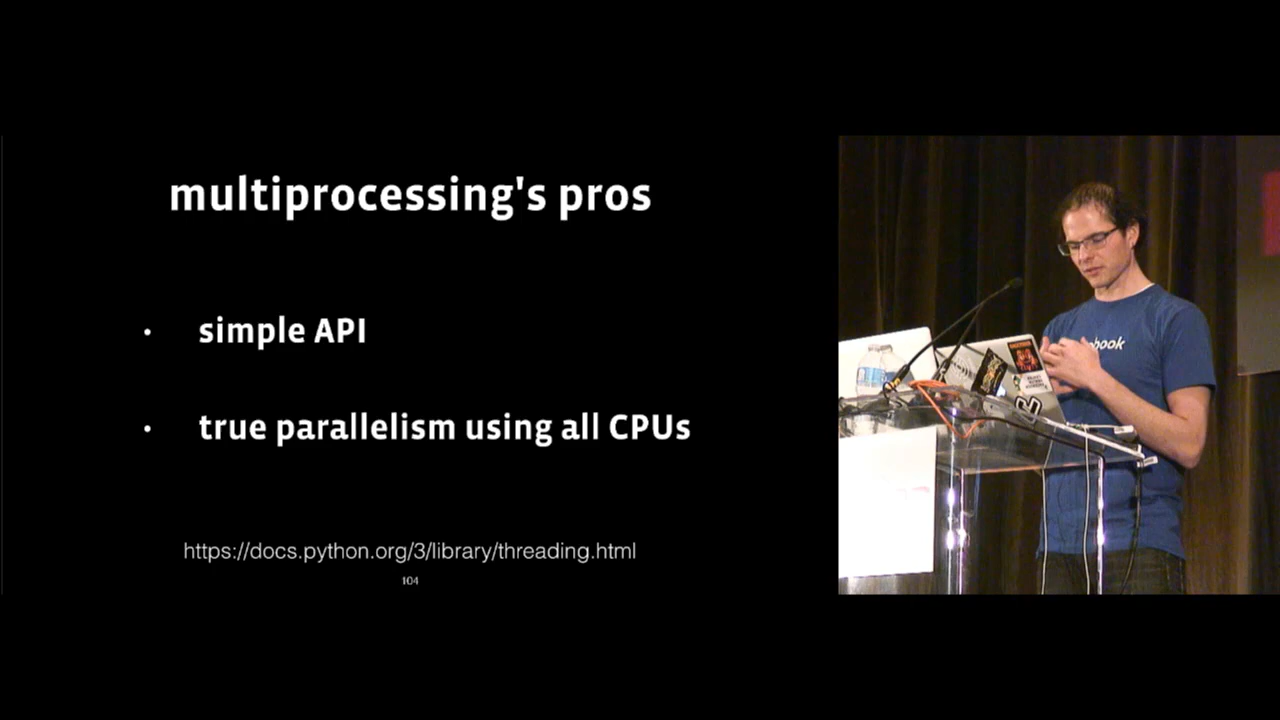 multiprocessing's pros
• simple API
• true parallelism using all CPUs
https://docs.python.org/3/library/threading.html
104